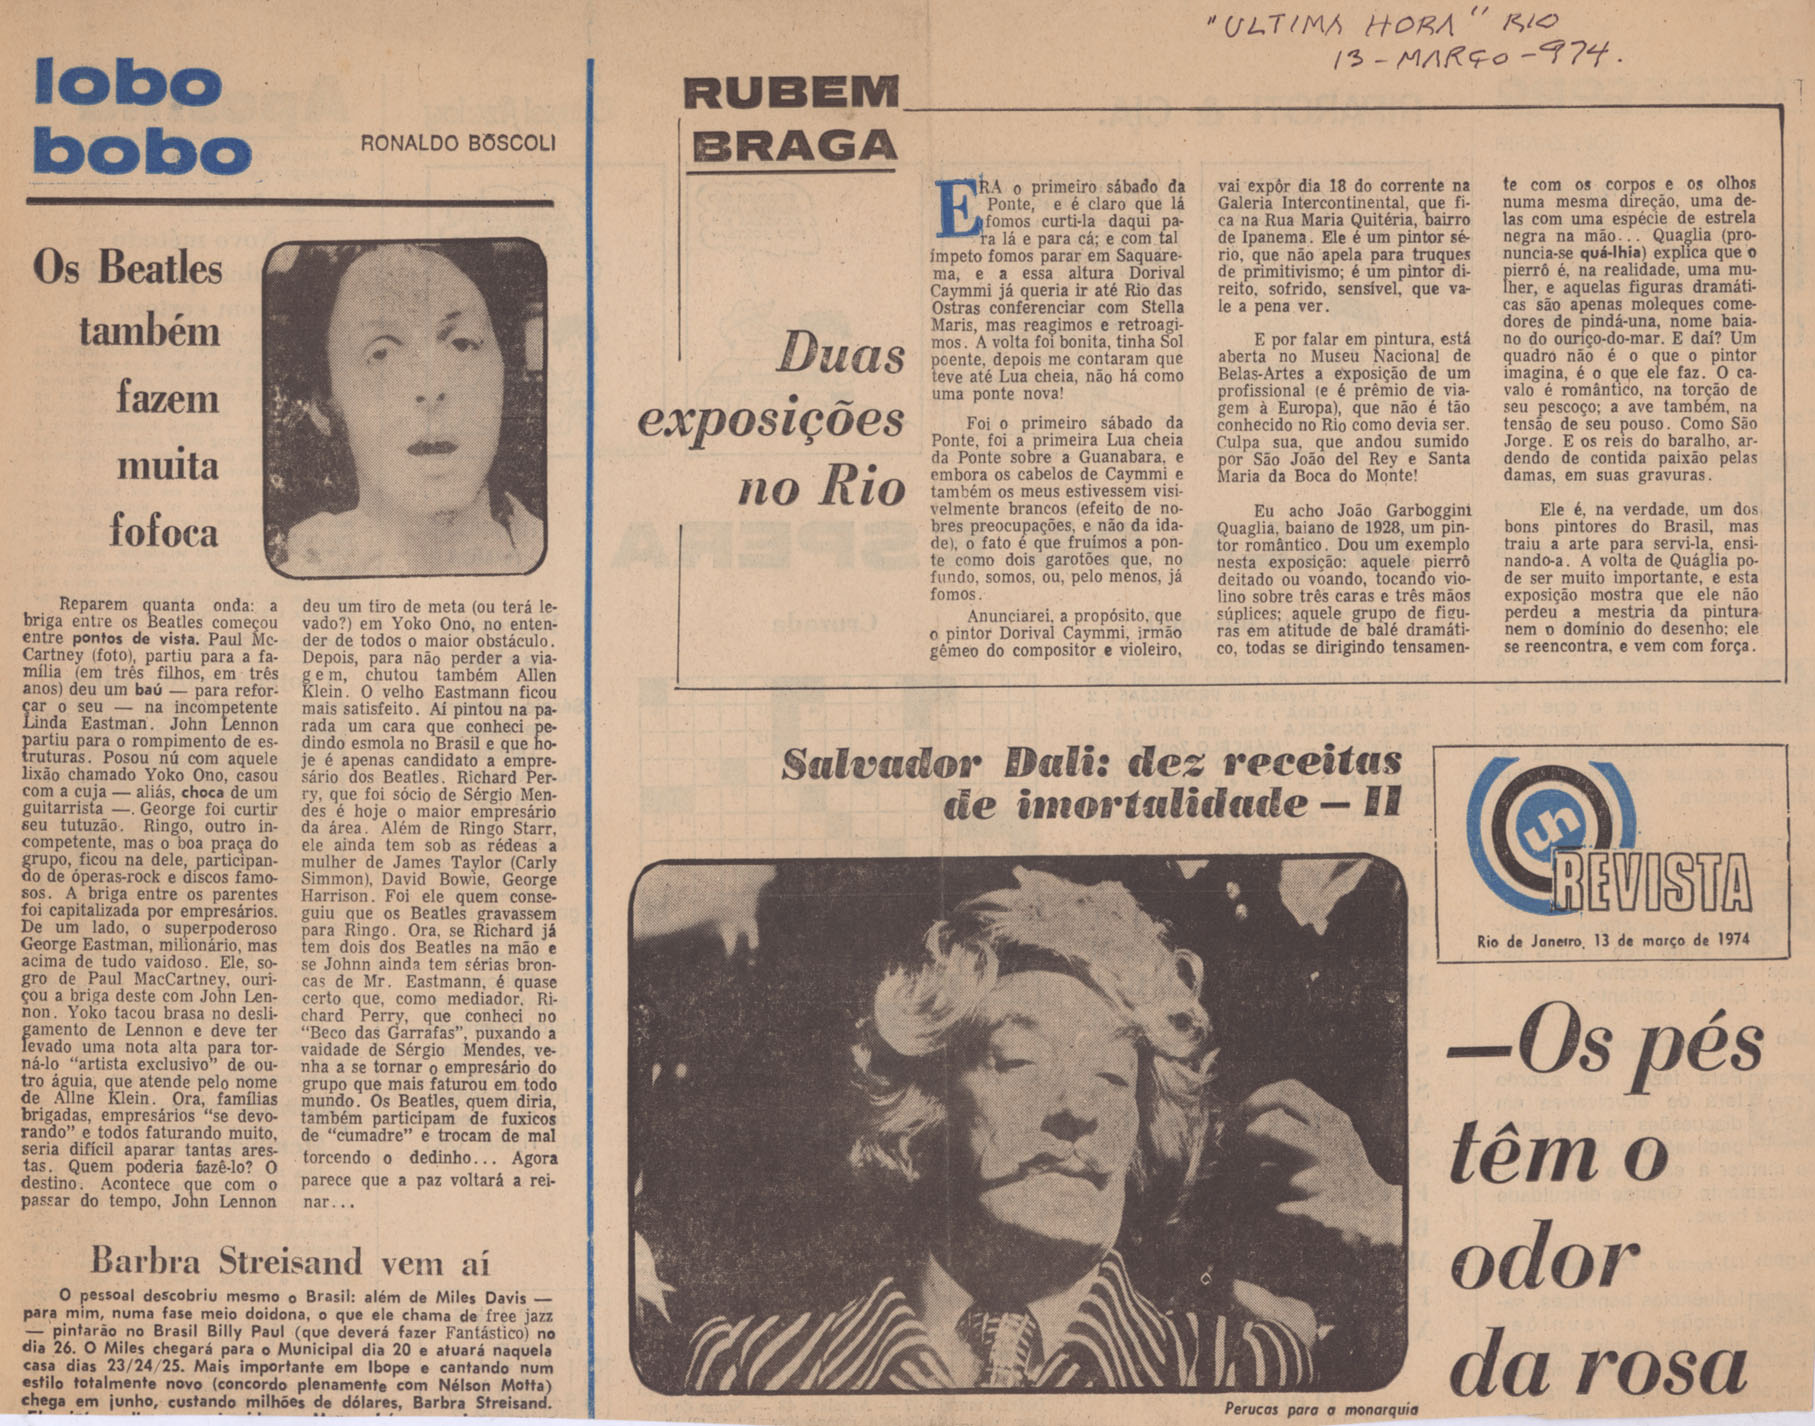 "ULTIMA HORA" RIO
13-MARÇO-974.
lobo
bobo
RONALDO BÔSCOLI
Os Beatles
também
fazem
muita
fofoca
Reparem quanta onda: a
briga entre os Beatles começou
entre pontos de vista. Paul Mc-
Cartney (foto), partiu para a fa-
mília (em três filhos, em três
anos) deu um baú — para refor-
çar o seu — na incompetente
Linda Eastman. John Lennon
partiu para o rompimento de es-
truturas. Posou nú com aquele
lixão chamado Yoko Ono, casou
com a cuja — aliás, choca de um
guitarrista —. George foi curtir
seu tutuzão. Ringo, outro in-
competente, mas o boa praça do
grupo, ficou na dele, participan-
do de óperas-rock e discos famo-
sos. A briga entre os parentes
foi capitalizada por empresários.
De um lado, o superpoderoso
George Eastman, milionário, mas
acima de tudo vaidoso. Ele, so-
gro de Paul MacCartney, ouri-
çou a briga deste com John Len-
non. Yoko tacou brasa no desli-
gamento de Lennon e deve ter
levado uma nota alta para tor-
ná-lo "artista exclusivo" de ou-
tro águia, que atende pelo nome
de Allne Klein. Ora, famílias
brigadas, empresários "se devo-
rando" e todos faturando muito,
seria difícil aparar tantas ares-
tas. Quem poderia fazê-lo? O
destino. Acontece que com o
passar do tempo, John Lennon
deu um tiro de meta (ou terá le-
vado?) em Yoko Ono, no enten-
der de todos o maior obstáculo.
Depois, para não perder a via-
gem, chutou também Allen
Klein. O velho Eastmann ficou
mais satisfeito. Aí pintou na pa-
rada um cara que conheci pe-
dindo esmola no Brasil e que ho-
je é apenas candidato a empre-
sário dos Beatles. Richard Per-
ry, que foi sócio de Sérgio Men-
des é hoje o maior empresário
da área. Além de Ringo Starr,
ele ainda tem sob as rédeas a
mulher de James Taylor (Carly
Simmon), David Bowie, George
Harrison. Foi ele quem conse-
guiu que os Beatles gravassem
para Ringo. Ora, se Richard já
tem dois dos Beatles na mão e
se Johnn ainda tem sérias bron-
cas de Mr. Eastmann, é quase
certo que, como mediador, Ri-
chard Perry, que conheci no
"Beco das Garrafas", puxando a
vaidade de Sérgio Mendes, ve-
nha a se tornar o empresário do
grupo que mais faturou em todo
mundo. Os Beatles, quem diria,
também participam de fuxicos
de "cumadre" e trocam de mal
torcendo o dedinho... Agora
parece que a paz voltará a rei-
nar...
Barbra Streisand vem aí
O pessoal descobriu mesmo o Brasil: além de Miles Davis —
para mim, numa fase meio doidona, o que ele chama de free jazz
— pintarão no Brasil Billy Paul (que deverá fazer Fantástico) no
dia 26. O Miles chegará para o Municipal dia 20 e atuará naquela
casa dias 23/24/25. Mais importante em Ibope e cantando num
estilo totalmente novo (concordo plenamente com Nélson Motta)
chega em junho, custando milhões de dólares, Barbra Streisand.
RUBEM
BRAGA
Duas
exposições
no Rio
ERA o primeiro sábado da
Ponte, e é claro que lá
fomos curti-la daqui pa-
ra lá e para cá; e com tal
ímpeto fomos parar em Saquare-
ma, e a essa altura Dorival
Caymmi já queria ir até Rio das
Ostras conferenciar com Stella
Maris, mas reagimos e retroagi-
mos. A volta foi bonita, tinha Sol
poente, depois me contaram que
teve até Lua cheia, não há como
uma ponte nova!
Foi o primeiro sábado da
Ponte, foi a primeira Lua cheia
da Ponte sobre a Guanabara, e
embora os cabelos de Caymmi e
também os meus estivessem visi-
velmente brancos (efeito de no-
bres preocupações, e não da ida-
de), o fato é que fruímos a pon-
te como dois garotões que, no
fundo, somos, ou, pelo menos, já
fomos.
Anunciarei, a propósito, que
o pintor Dorival Caymmi, irmão
gêmeo do compositor e violeiro,
vai expôr dia 18 do corrente na
Galeria Intercontinental, que fi-
ca na Rua Maria Quitéria, bairro
de Ipanema. Ele é um pintor sé-
rio, que não apela para truques
de primitivismo; é um pintor di-
reito, sofrido, sensível, que va-
le a pena ver.
E por falar em pintura, está
aberta no Museu Nacional de
Belas-Artes a exposição de um
profissional (e é prêmio de via-
gem à Europa), que não é tão
conhecido no Rio como devia ser.
Culpa sua, que andou sumido
por São João del Rey e Santa
Maria da Boca do Monte!
Eu acho João Garboggini
Quaglia, baiano de 1928, um pin-
tor romântico. Dou um exemplo
nesta exposição: aquele pierrô
deitado ou voando, tocando vio-
lino sobre três caras e três mãos
súplices; aquele grupo de figu-
ras em atitude de balé dramáti-
co, todas se dirigindo tensamen-
te com os corpos e os olhos
numa mesma direção, uma de-
las com uma espécie de estrela
negra na mão... Quaglia (pro-
nuncia-se quá-lhia) explica que o
pierrô é, na realidade, uma mu-
lher, e aquelas figuras dramáti-
cas são apenas moleques come-
dores de pindá-una, nome baia-
no do ouriço-do-mar. E daí? Um
quadro não é o que o pintor
imagina, é o que ele faz. O ca-
valo é romântico, na torção de
seu pescoço; a ave também, na
tensão de seu pouso. Como São
Jorge. E os reis do baralho, ar-
dendo de contida paixão pelas
damas, em suas gravuras.
Ele é, na verdade, um dos
bons pintores do Brasil, mas
traiu a arte para servi-la, ensi-
nando-a. A volta de Quáglia po-
de ser muito importante, e esta
exposição mostra que ele não
perdeu a mestria da pintura
nem o domínio do desenho; ele
se reencontra, e vem com força.
Salvador Dali: dez receitas
de imortalidade — II
uh
REVISTA
Rio de Janeiro, 13 de março de 1974
—Os pés
têm o
odor
da rosa
Perucas para a monarquia